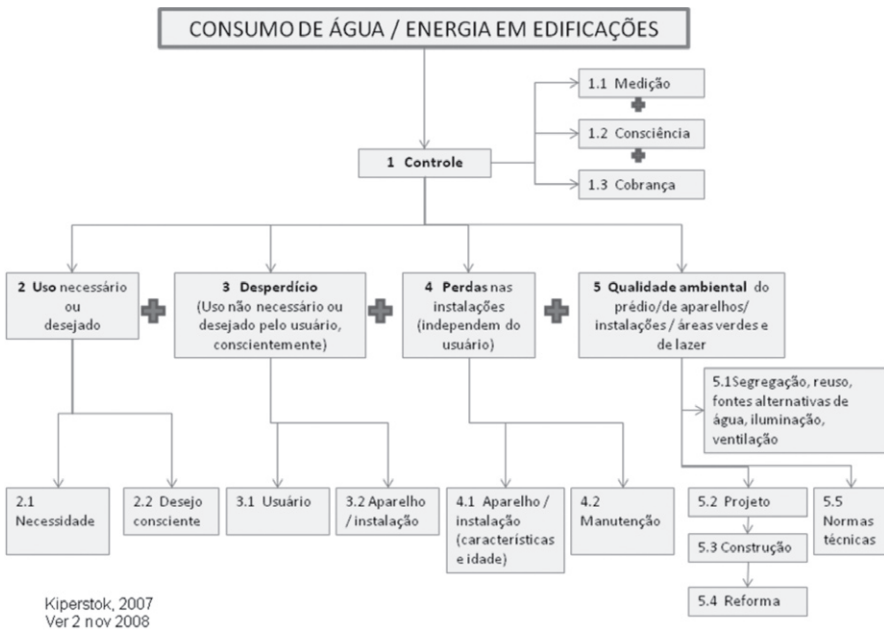 CONSUMO DE ÁGUA / ENERGIA EM EDIFICAÇÕES
1.1 Medição
1.2 Consciência
1 Controle
1.3 Cobrança
2 Uso necessário
ou
desejado
3 Desperdício
(Uso não necessário ou
desejado pelo usuário,
conscientemente)
4 Perdas nas
instalações
(independem do
usuário)
5 Qualidade ambiental do
prédio/de aparelhos/
instalações / áreas verdes e
de lazer
5.1Segregação, reuso,
fontes alternativas de
água, iluminação,
ventilação
2.1
Necessidade
2.2 Desejo
consciente
3.1 Usuário
3.2 Aparelho
/ instalação
4.1 Aparelho /
instalação
(características
e idade)
4.2
Manutenção
5.2 Projeto
5.3 Construção
5.4 Reforma
5.5
Normas
técnicas
Kiperstok, 2007
Ver 2 nov 2008